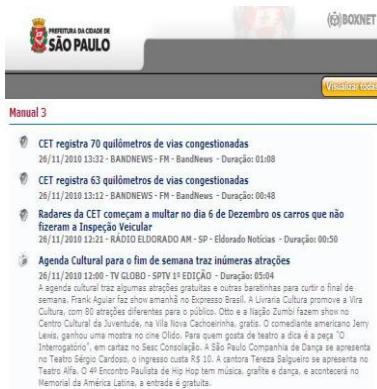 PREFEITURA DA CIDADE DE
SÃO PAULO
BOXNET
Visualizar todas
Manual 3
CET registra 70 quilômetros de vias congestionadas
26/11/2010 13:32 - BANDNEWS - FM - BandNews - Duração: 01:08
CET registra 63 quilômetros de vias congestionadas
26/11/2010 13:12 - BANDNEWS - FM - BandNews - Duração: 00:48
Radares da CET começam a multar no dia 6 de Dezembro os carros que não
fizeram a Inspeção Veicular
26/11/2010 12:21 - RÁDIO ELDORADO AM - SP - Eldorado Notícias - Duração: 00:50
Agenda Cultural para o fim de semana traz inúmeras atrações
26/11/2010 12:00 - TV GLOBO - SPTV 1ª EDIÇÃO - Duração: 05:04
A agenda cultural traz algumas atrações gratuitas e outras baratinhas para curtir o final de
semana. Frank Aguiar faz show amanhã no Expresso Brasil. A Livraria Cultura promove a Vira
Cultura, com 80 atrações diferentes para o público. Otto e a Nação Zumbi fazem show no
Centro Cultural da Juventude, na Vila Nova Cachoeirinha, gratis. O comediante americano Jerry
Lewis, ganhou uma mostra no cine Olido. Para quem gosta de teatro a dica é a peça "O
Interrogatório", em cartaz no Sesc Consolação. A São Paulo Companhia de Dança se apresenta
no Teatro Sérgio Cardoso, o ingresso custa R$ 10. A cantora Tereza Salgueiro se apresenta no
Teatro Alfa. O 4º Encontro Paulista de Hip Hop tem música, grafite e dança, e acontecerá no
Memorial da América Latina, a entrada é gratuita.